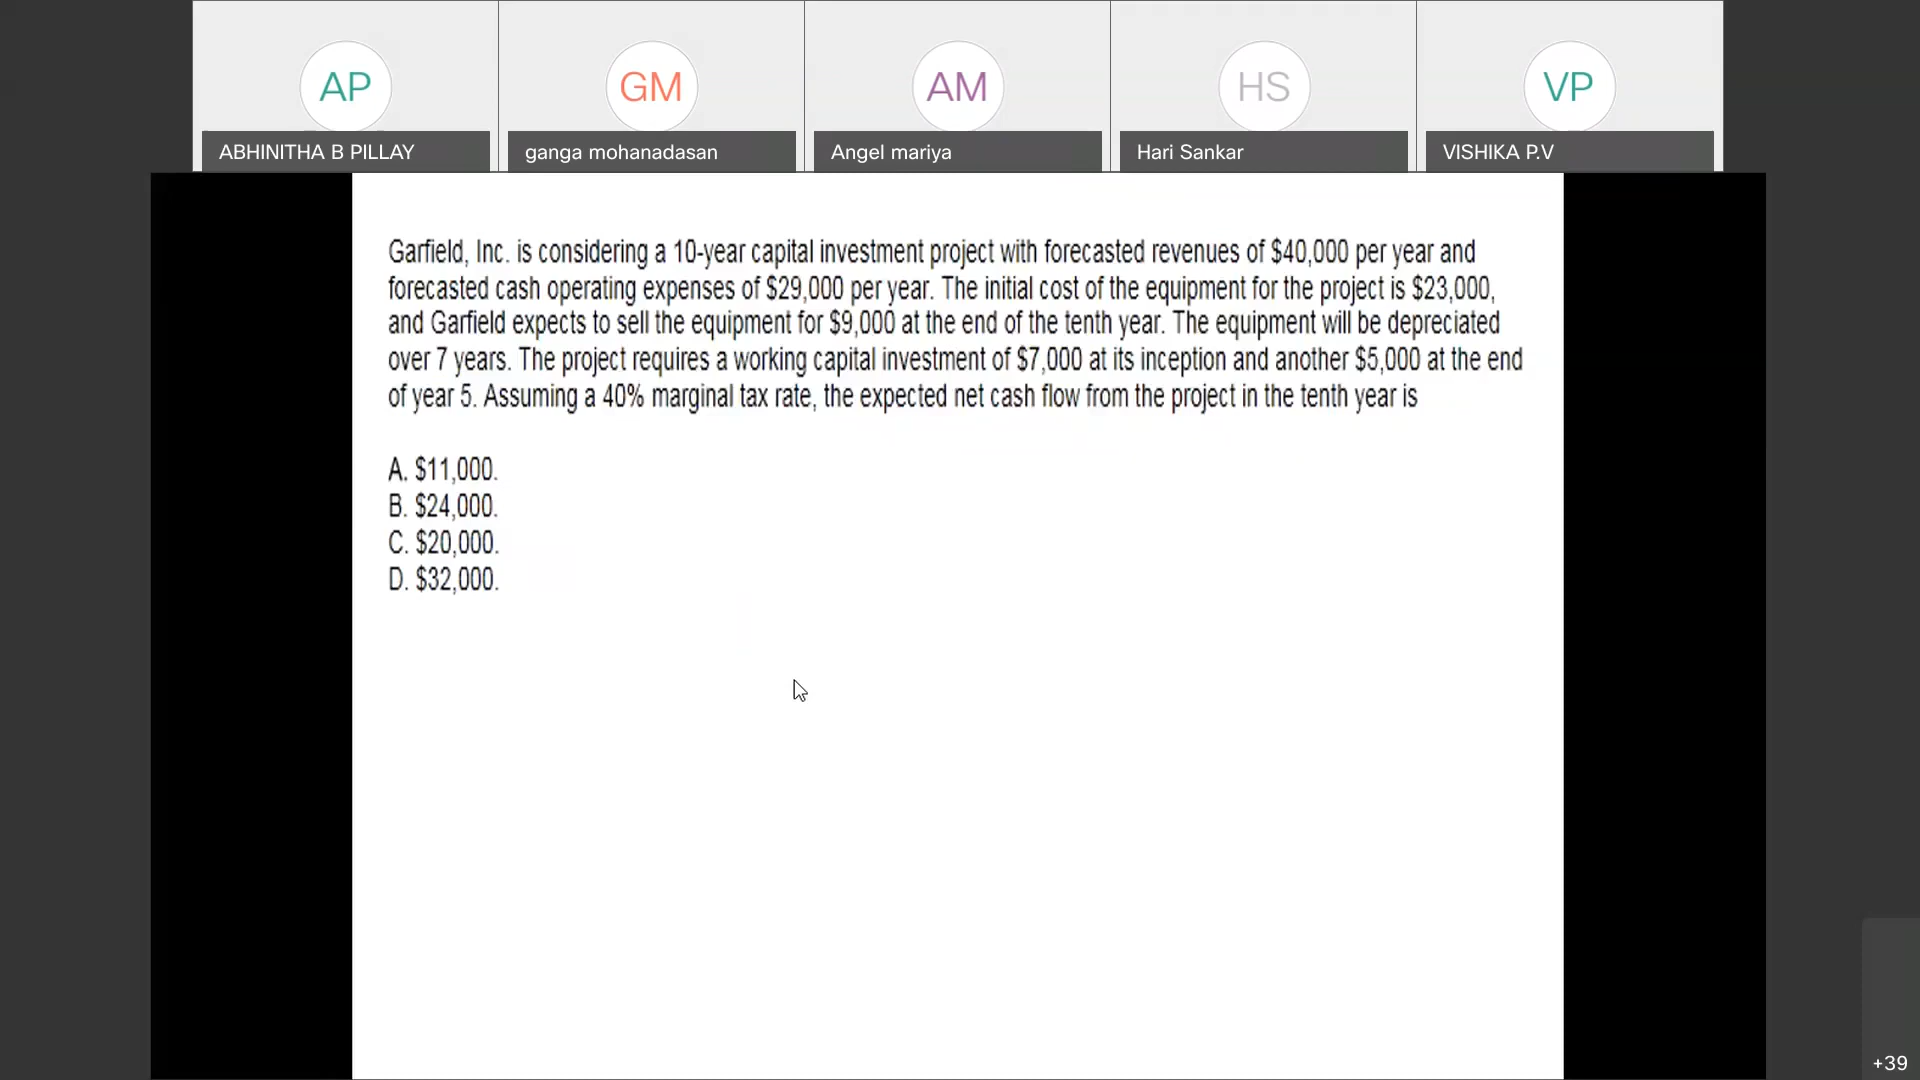 AP
GM
AM
HS
VP
ABHINITHA B PILLAY
ganga mohanadasan
Angel mariya
Hari Sankar
VISHIKA P.V
Garfield, Inc. is considering a 10-year capital investment project with forecasted revenues of $40,000 per year and
forecasted cash operating expenses of $29,000 per year. The initial cost of the equipment for the project is $23,000,
and Garfield expects to sell the equipment for $9,000 at the end of the tenth year. The equipment will be depreciated
over 7 years. The project requires a working capital investment of $7,000 at its inception and another $5,000 at the end
of year 5. Assuming a 40% marginal tax rate, the expected net cash flow from the project in the tenth year is
A. $11,000.
B. $24,000.
C. $20,000.
D. $32,000.
+39